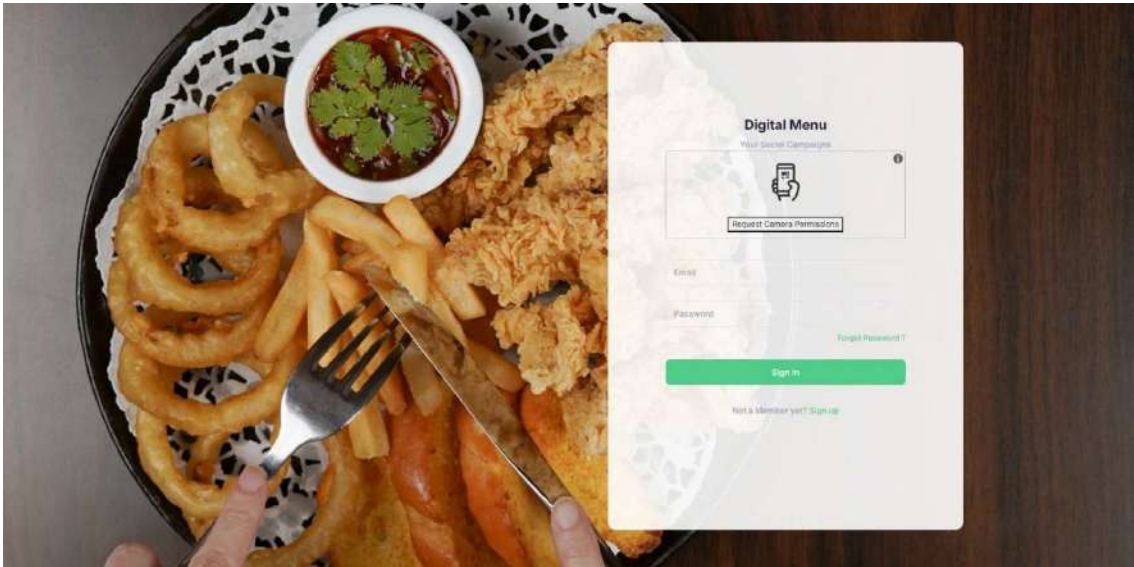 Digital Menu
Your Secret Campaigns
Request Camera Permissions
Email
Password
Forgot Password ?
Sign In
Not a Member yet? Sign up